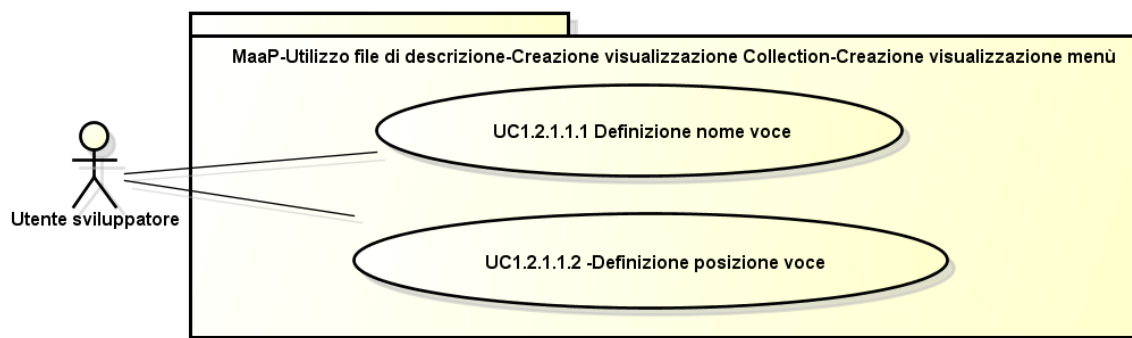 MaaP-Utilizzo file di descrizione-Creazione visualizzazione Collection-Creazione visualizzazione menù
UC1.2.1.1.1 Definizione nome voce
Utente sviluppatore
UC1.2.1.1.2 -Definizione posizione voce